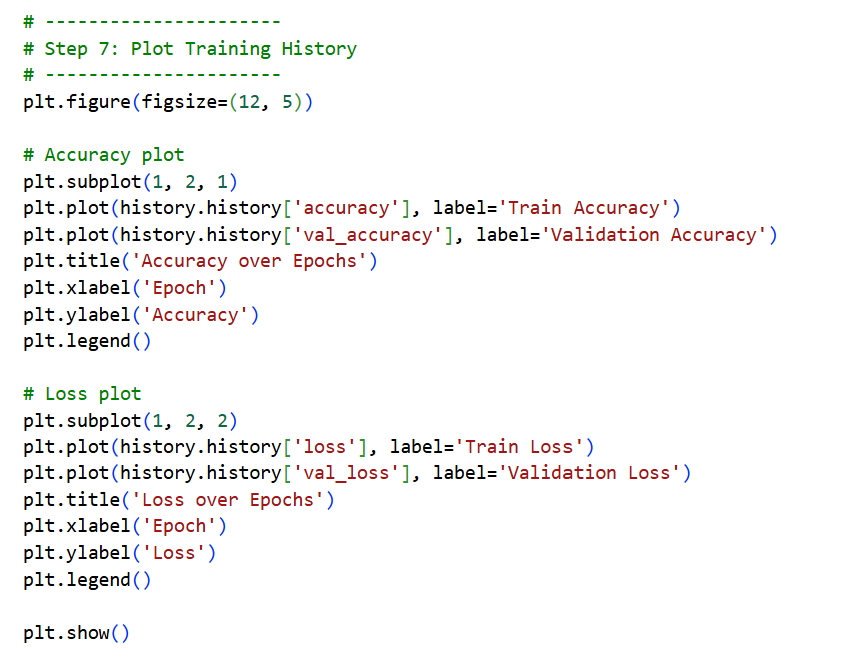 # ----------------------
# Step 7: Plot Training History
# ----------------------
plt.figure(figsize=(12, 5))
# Accuracy plot
plt.subplot(1, 2, 1)
plt.plot(history.history['accuracy'], label='Train Accuracy')
plt.plot(history.history['val_accuracy'], label='Validation Accuracy')
plt.title('Accuracy over Epochs')
plt.xlabel('Epoch')
plt.ylabel('Accuracy')
plt.legend()
# Loss plot
plt.subplot(1, 2, 2)
plt.plot(history.history['loss'], label='Train Loss')
plt.plot(history.history['val_loss'], label='Validation Loss')
plt.title('Loss over Epochs')
plt.xlabel('Epoch')
plt.ylabel('Loss')
plt.legend()
plt.show()